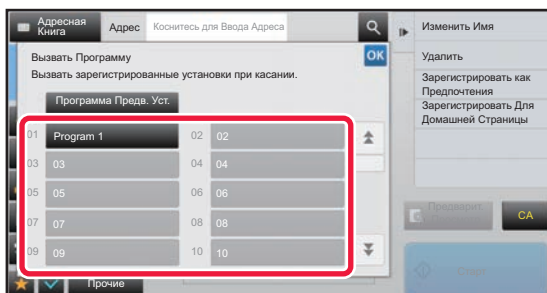 Адресная Книга
Адрес
Коснитесь для Ввода Адреса
Изменить Имя
Вызвать Программу
OK
Удалить
Вызвать зарегистрированные установки при касании.
Зарегистрировать как
Предпочтения
Программа Предв. Уст.
Зарегистрировать Для
Домашней Страницы
01 Program 1 02 02
03 03 04 04
05 05 06 06
07 07 08 08
Предварит
CA
09 09 10 10
Прочие
Старт